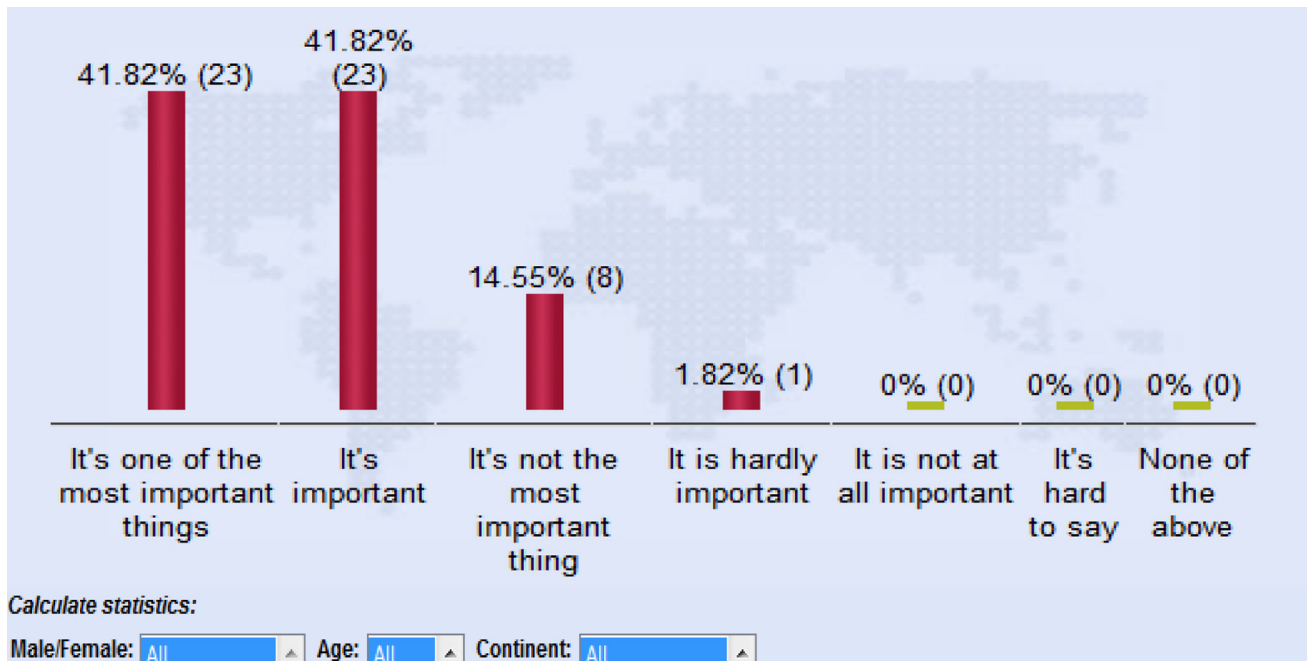 41.82% (23)
41.82%
(23)
14.55% (8)
1.82% (1)
0% (0)
0% (0)
0% (0)
It's one of the
most important
things
It's
important
It's not the
most
important
thing
It is hardly
important
It is not at
all important
It's
hard
to say
None of
the
above
Calculate statistics:
Male/Female: All Age: All Continent: All